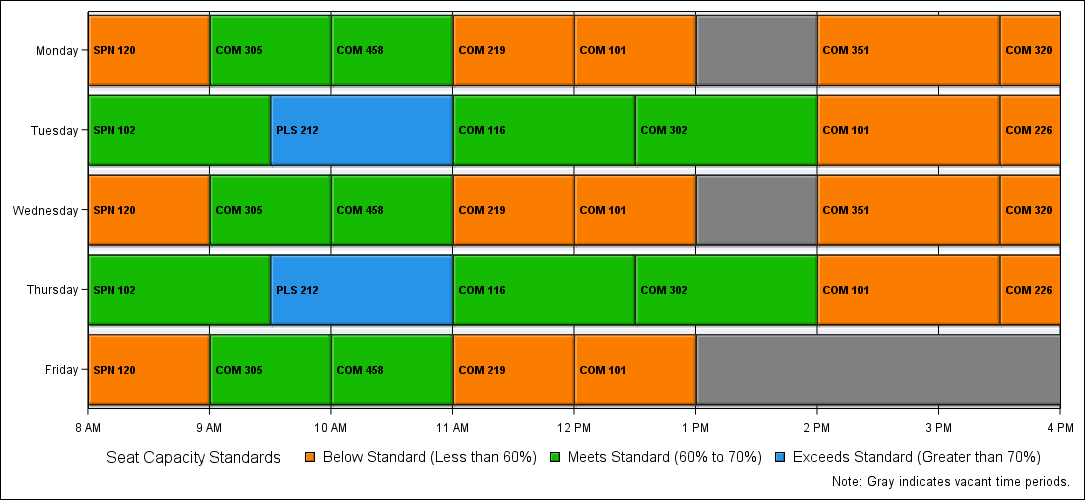 Monday SPN 120 COM 305 COM 458 COM 219 COM 101 COM 351 COM 320
Tuesday SPN 102 PLS 212 COM 116 COM 302 COM 101 COM 226
Wednesday SPN 120 COM 305 COM 458 COM 219 COM 101 COM 351 COM 320
Thursday SPN 102 PLS 212 COM 116 COM 302 COM 101 COM 226
Friday SPN 120 COM 305 COM 458 COM 219 COM 101
8 AM 9 AM 10 AM 11 AM 12 PM 1 PM 2 PM 3 PM 4 PM
Seat Capacity Standards Below Standard (Less than 60%) Meets Standard (60% to 70%) Exceeds Standard (Greater than 70%)
Note: Gray indicates vacant time periods.